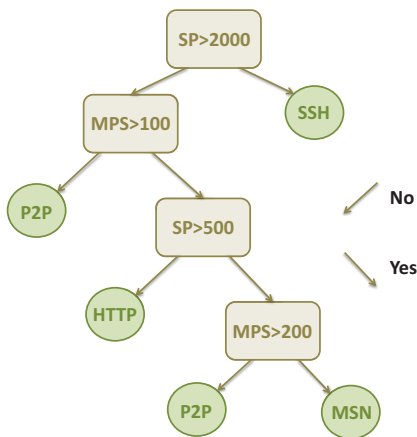 SP>2000
MPS>100
SSH
P2P
SP>500
No
Yes
HTTP
MPS>200
P2P
MSN